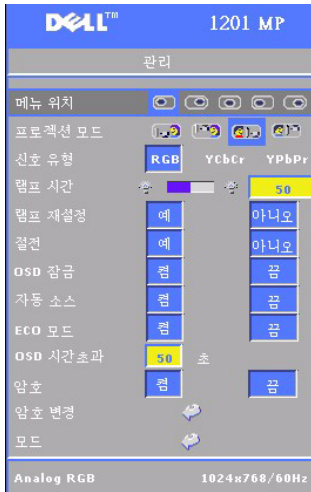 DELL™ 1201 MP
관리
메뉴 위치
프로젝션 모드
신호 유형 RGB YCbCr YPbPr
램프 시간 50
램프 재설정 예 아니오
절전 예 아니오
OSD 잠금 켬 끔
자동 소스 켬 끔
ECO 모드 켬 끔
OSD 시간초과 50 초
암호 켬 끔
암호 변경
모드
Analog RGB 1024x768/60Hz